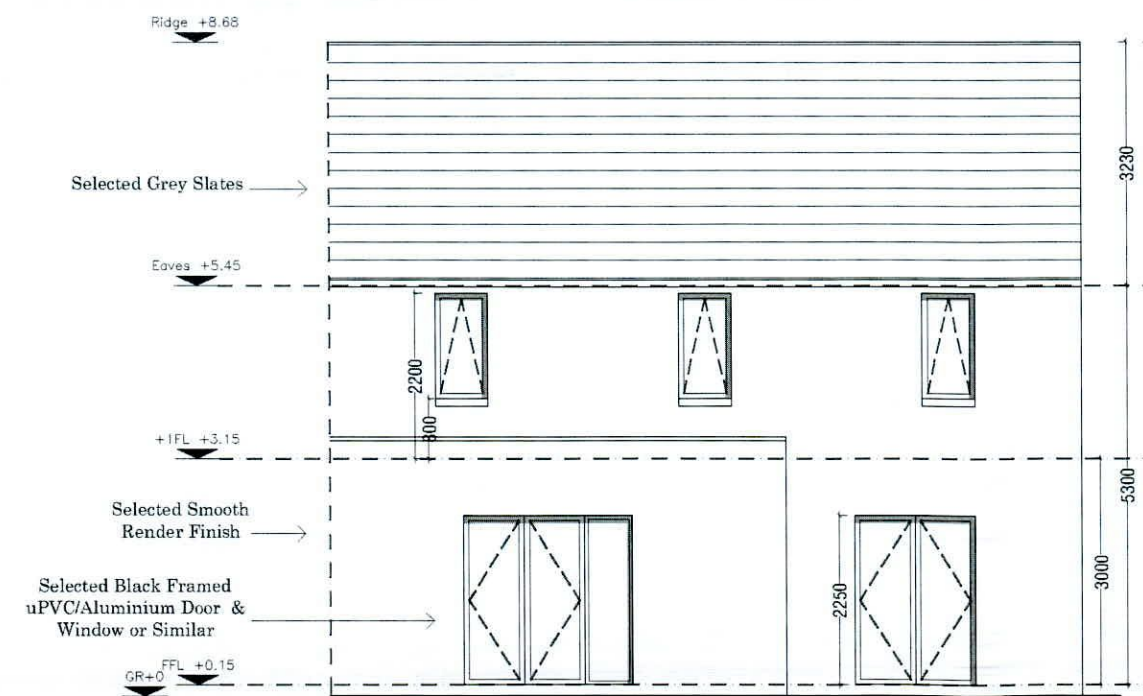 Ridge +8.68
3230
Selected Grey Slates
Eaves +5.45
2200
800
+1FL +3.15
5300
Selected Smooth
Render Finish
3000
2250
Selected Black Framed
uPVC/Aluminium Door &
Window or Similar
FFL +0.15
GR+0